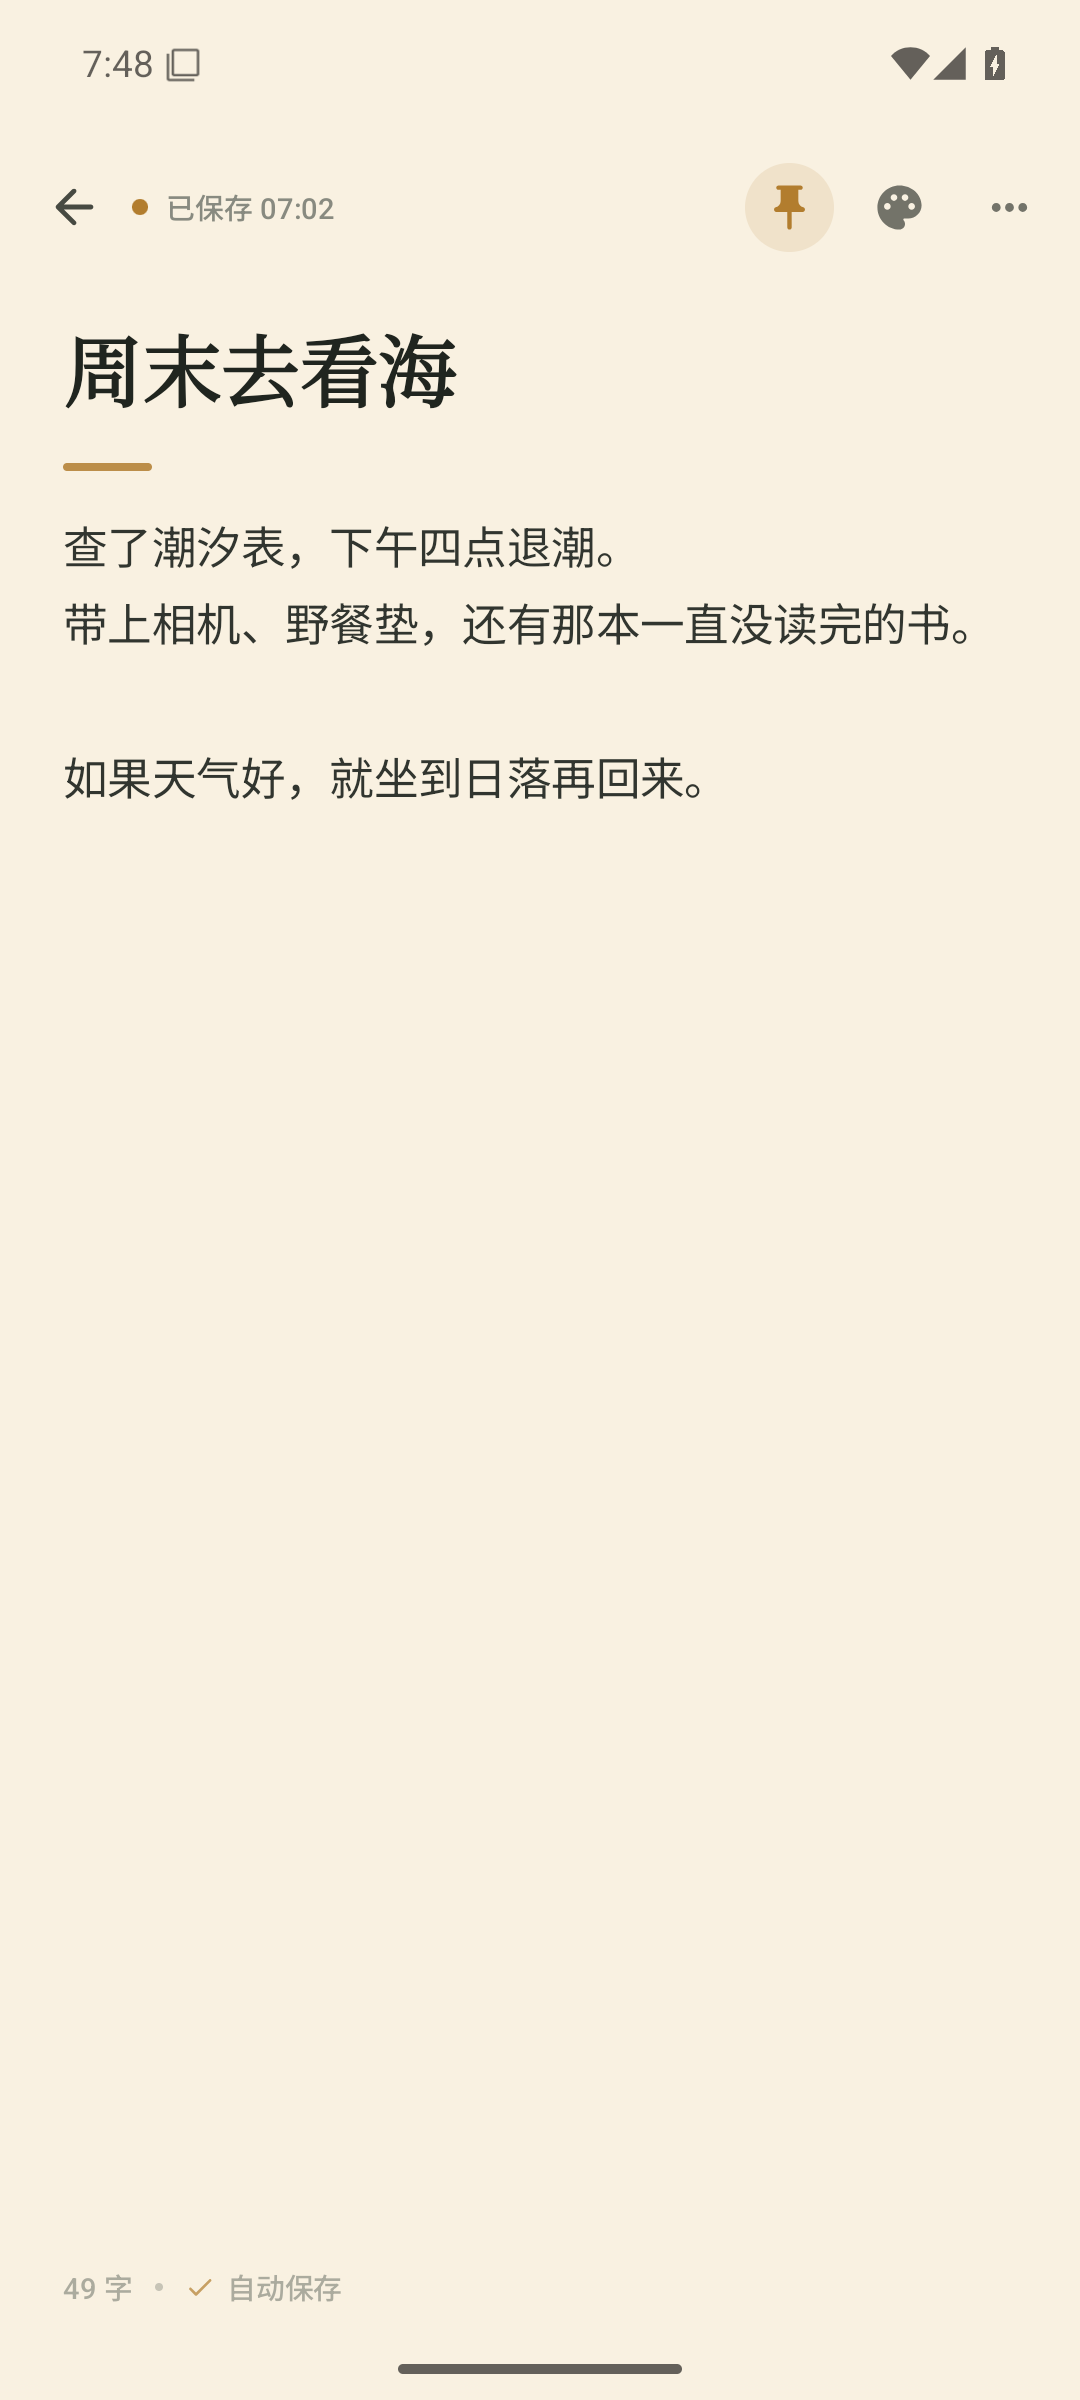 7:48
已保存 07:02
周末去看海
查了潮汐表，下午四点退潮。
带上相机、野餐垫，还有那本一直没读完的书。
如果天气好，就坐到日落再回来。
49 字 • 自动保存